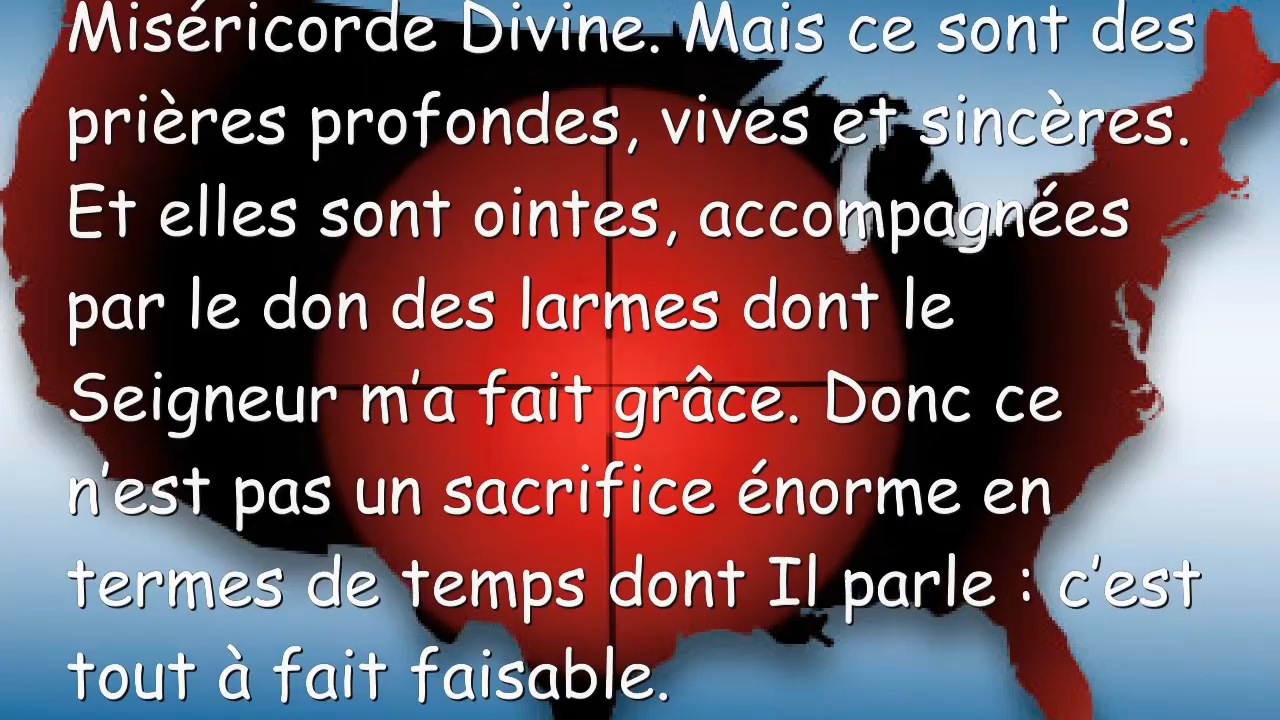 Miséricorde Divine. Mais ce sont des
prières profondes, vives et sincères.
Et elles sont ointes, accompagnées
par le don des larmes dont le
Seigneur m'a fait grâce. Donc ce
n'est pas un sacrifice énorme en
termes de temps dont Il parle : c'est
tout à fait faisable.